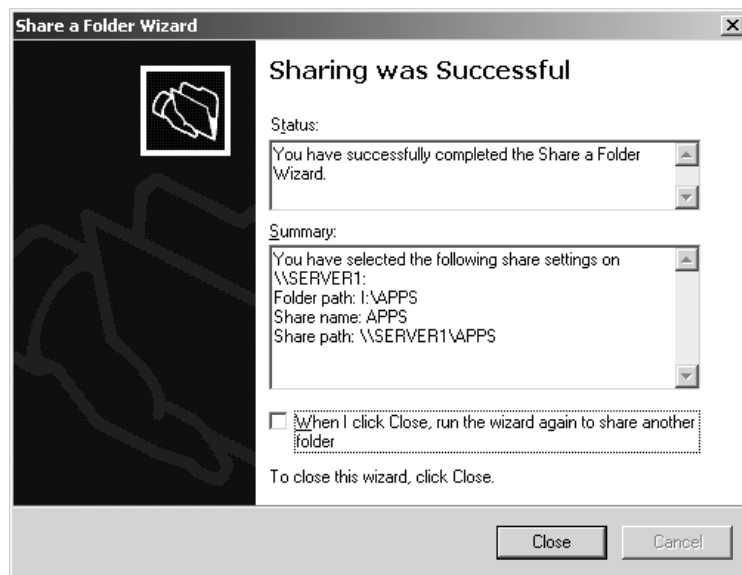 Share a Folder Wizard
Sharing was Successful
Status:
You have successfully completed the Share a Folder
Wizard.
Summary:
You have selected the following share settings on
\\SERVER1:
Folder path: I:\APPS
Share name: APPS
Share path: \\SERVER1\APPS
When I click Close, run the wizard again to share another
folder
To close this wizard, click Close.
Close
Cancel